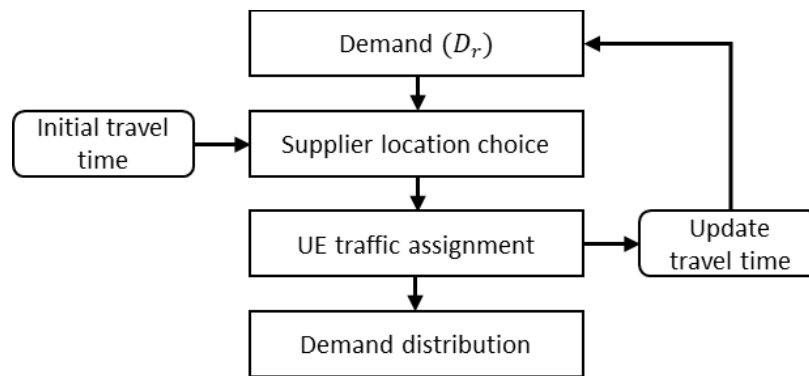 Demand (D_r)
Initial travel
time
Supplier location choice
UE traffic assignment
Update
travel time
Demand distribution